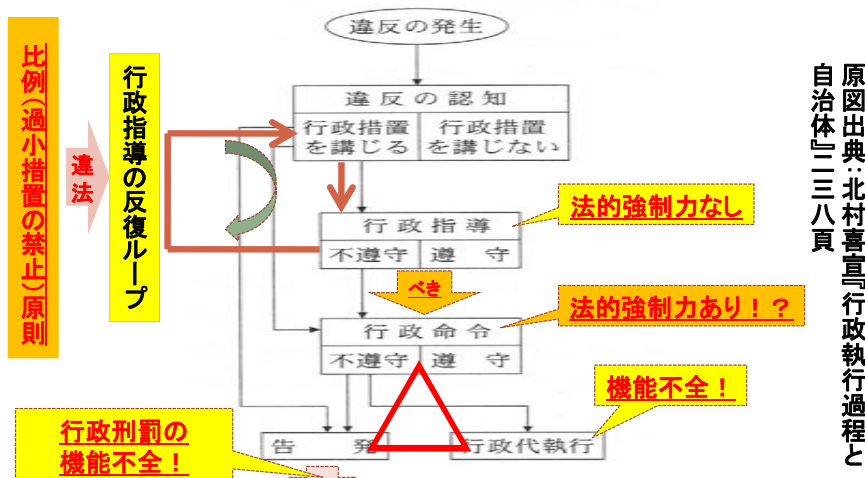 違反の発生
比例(過小措置の禁止)原則
違法
行政指導の反復ループ
違反の認知
行政措置
を講じる
行政措置
を講じない
行政指導
不遵守
遵守
法的強制力なし
べき
行政命令
不遵守
遵守
法的強制力あり!?
機能不全!
告発
行政代執行
行政刑罰の
機能不全!
原図出典:北村喜宣『行政執行過程と
自治体』二三八頁